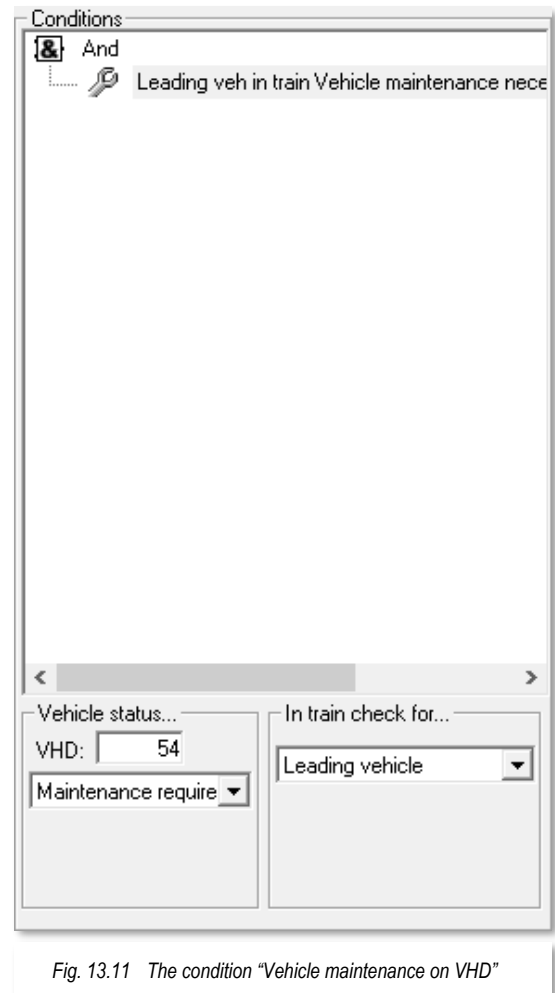 Conditions
& And
Leading veh in train Vehicle maintenance nece
Vehicle status...
VHD: 54
Maintenance require
In train check for...
Leading vehicle
Fig. 13.11 The condition “Vehicle maintenance on VHD”